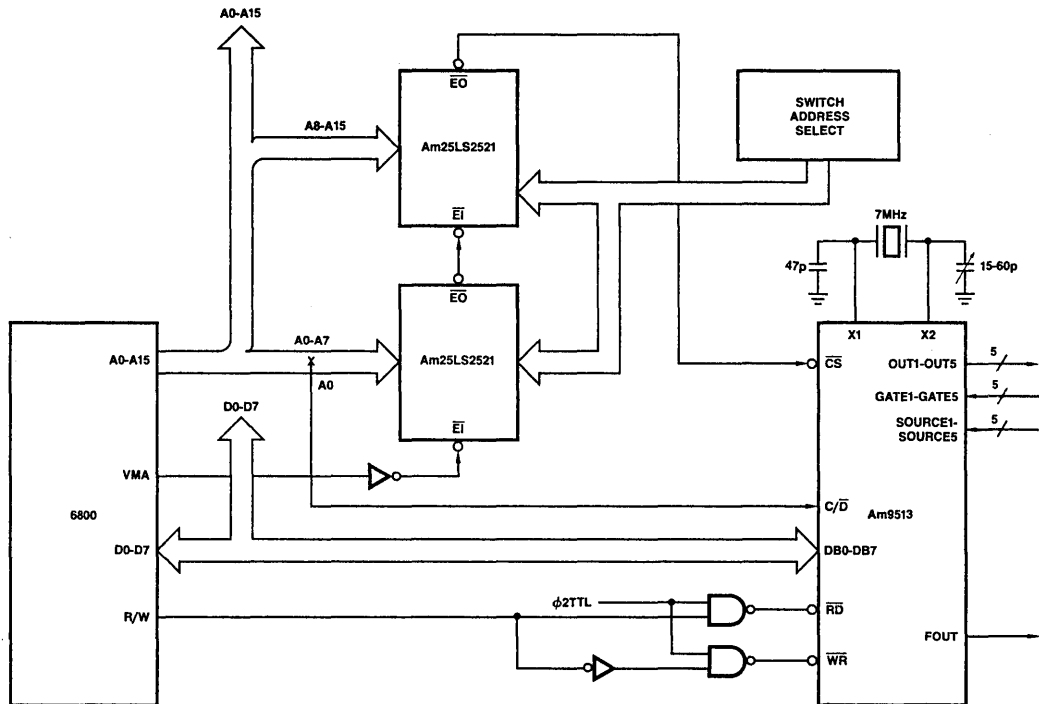 A0-A15
EO
A8-A15
Am25LS2521
EI
SWITCH
ADDRESS
SELECT
7MHz
47p
15-60p
EO
A0-A7
A0
Am25LS2521
EI
A0-A15
D0-D7
VMA
6800
D0-D7
R/W
ϕ2TTL
X1
X2
CS
OUT1-OUT5
5
GATE1-GATE5
5
SOURCE1-
SOURCE5
5
C/D
Am9513
DB0-DB7
RD
WR
FOUT